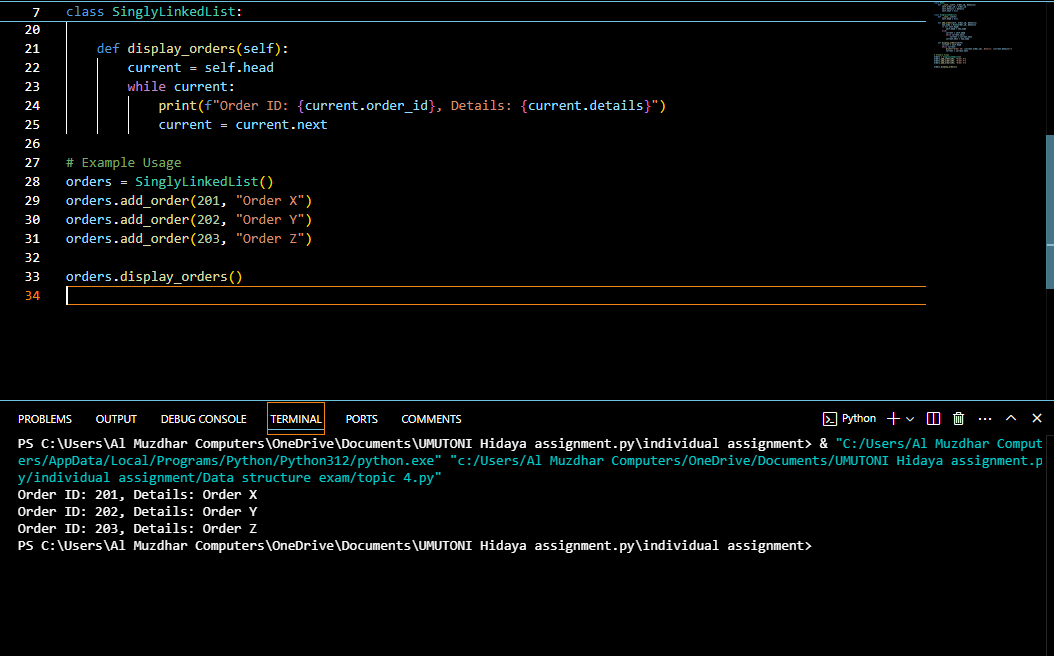 7 class SinglyLinkedList:
20
21 def display_orders(self):
22 current = self.head
23 while current:
24 print(f"Order ID: {current.order_id}, Details: {current.details}")
25 current = current.next
26
27 # Example Usage
28 orders = SinglyLinkedList()
29 orders.add_order(201, "Order X")
30 orders.add_order(202, "Order Y")
31 orders.add_order(203, "Order Z")
32
33 orders.display_orders()
34
PROBLEMS OUTPUT DEBUG CONSOLE TERMINAL PORTS COMMENTS Python
PS C:\Users\Al Muzdhar Computers\OneDrive\Documents\UMUTONI Hidaya assignment.py\individual assignment> & "C:/Users/Al Muzdhar Comput
ers/AppData/Local/Programs/Python/Python312/python.exe" "c:/Users/Al Muzdhar Computers/OneDrive/Documents/UMUTONI Hidaya assignment.p
y/individual assignment/Data structure exam/topic 4.py"
Order ID: 201, Details: Order X
Order ID: 202, Details: Order Y
Order ID: 203, Details: Order Z
PS C:\Users\Al Muzdhar Computers\OneDrive\Documents\UMUTONI Hidaya assignment.py\individual assignment>